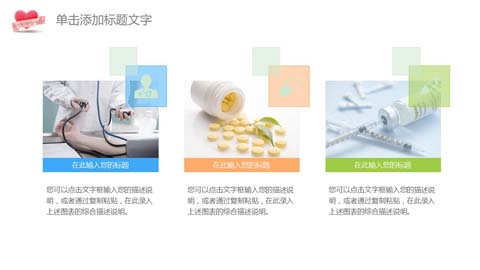 单击添加标题文字
在此输入您的标题
在此输入您的标题
在此输入您的标题
您可以点击文字框输入您的描述说
明，或者通过复制粘贴，在此录入
上述图表的综合描述说明。
您可以点击文字框输入您的描述说
明，或者通过复制粘贴，在此录入
上述图表的综合描述说明。
您可以点击文字框输入您的描述说
明，或者通过复制粘贴，在此录入
上述图表的综合描述说明。